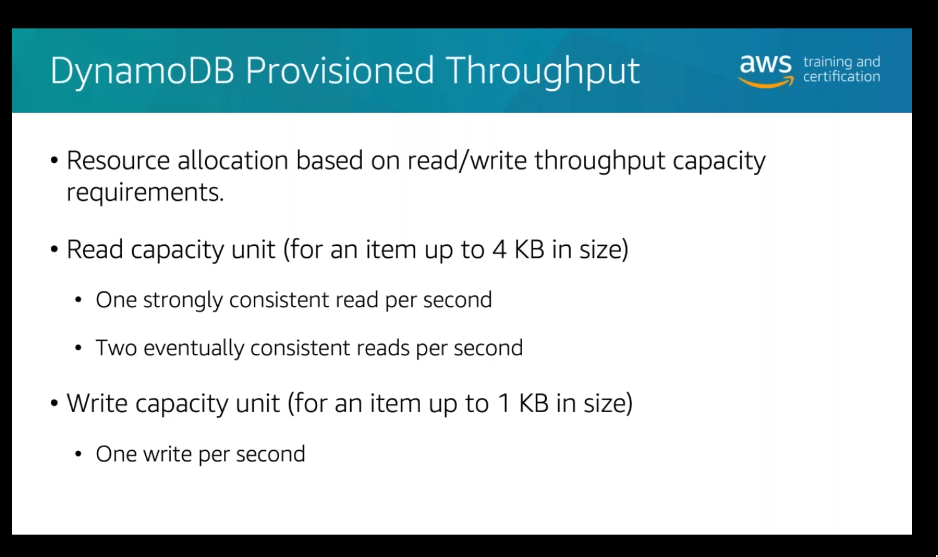 DynamoDB Provisioned Throughput
aws training and
certification
• Resource allocation based on read/write throughput capacity
requirements.
• Read capacity unit (for an item up to 4 KB in size)
• One strongly consistent read per second
• Two eventually consistent reads per second
• Write capacity unit (for an item up to 1 KB in size)
• One write per second